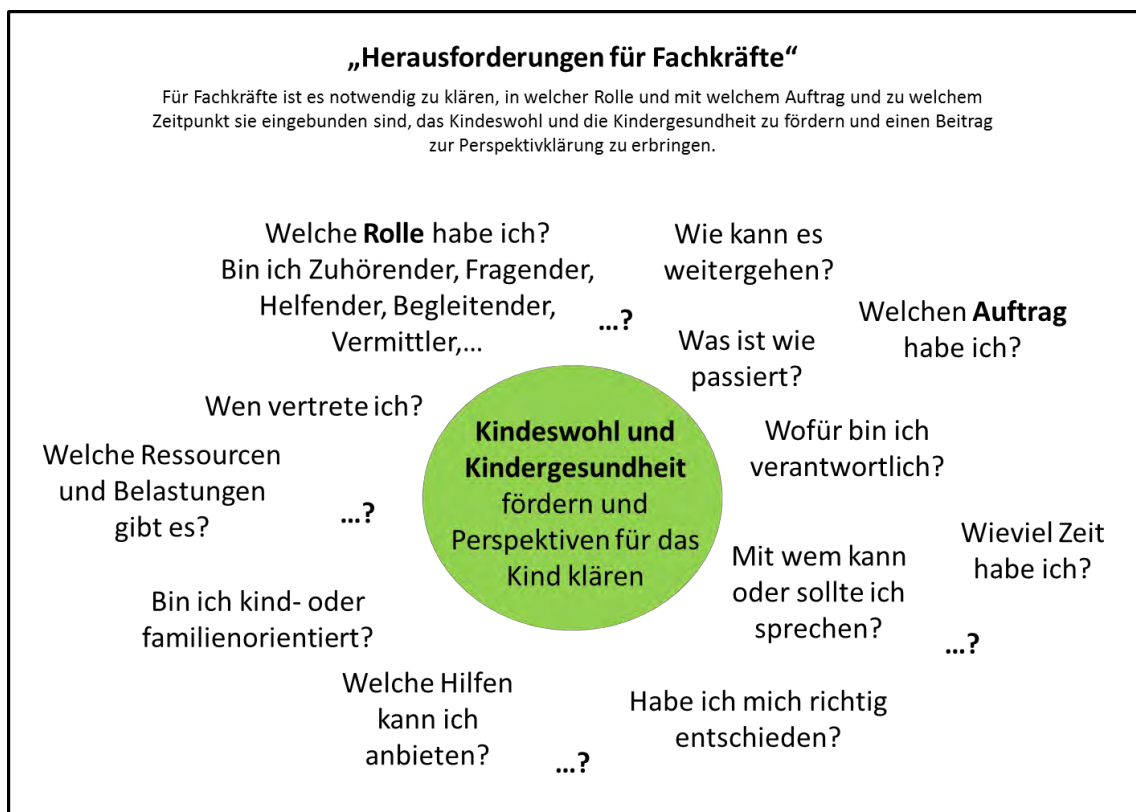 „Herausforderungen für Fachkräfte“
Für Fachkräfte ist es notwendig zu klären, in welcher Rolle und mit welchem Auftrag und zu welchem
Zeitpunkt sie eingebunden sind, das Kindeswohl und die Kindergesundheit zu fördern und einen Beitrag
zur Perspektivklärung zu erbringen.
Welche Rolle habe ich?
Bin ich Zuhörender, Fragender,
Helfender, Begleitender,
Vermittler,...
...?
Wie kann es
weitergehen?
Welchen Auftrag
habe ich?
Was ist wie
passiert?
Wen vertrete ich?
Kindeswohl und
Kindergesundheit
fördern und
Perspektiven für das
Kind klären
Wofür bin ich
verantwortlich?
Welche Ressourcen
und Belastungen
gibt es?
...?
Wieviel Zeit
habe ich?
Mit wem kann
oder sollte ich
sprechen?
...?
Bin ich kind- oder
familienorientiert?
Welche Hilfen
kann ich
anbieten?
...?
Habe ich mich richtig
entschieden?